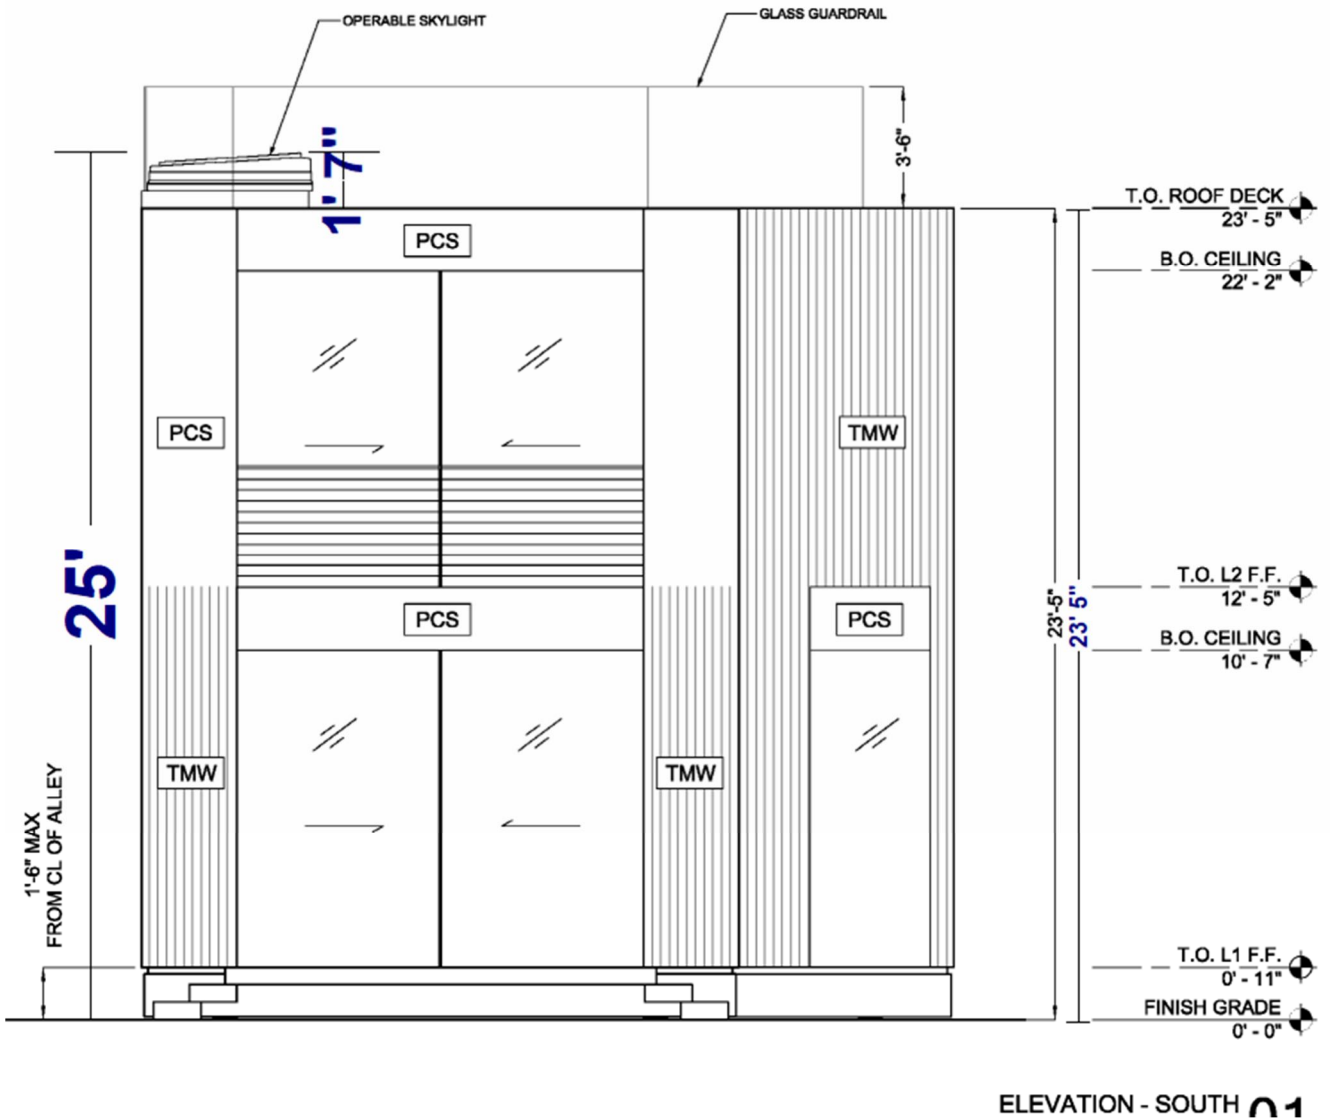 OPERABLE SKYLIGHT
GLASS GUARDRAIL
1' 7"
3'-6"
T.O. ROOF DECK
23' - 5"
PCS
B.O. CEILING
22' - 2"
PCS
TMW
25'
T.O. L2 F.F.
12' - 5"
23'-5"
23' 5"
PCS
PCS
B.O. CEILING
10' - 7"
TMW
TMW
1'-6" MAX
FROM CL OF ALLEY
T.O. L1 F.F.
0' - 11"
FINISH GRADE
0' - 0"
ELEVATION - SOUTH 01